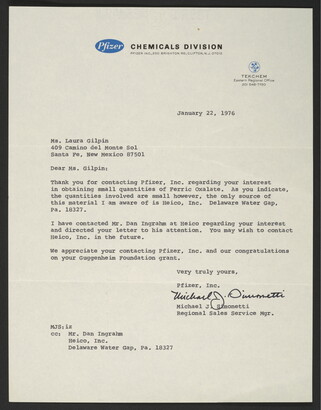 Pfizer CHEMICALS DIVISION
TEKCHEM
Eastern Regional Office
January 22, 1976
Ms. Laura Gilpin
409 Camino del Monte Sol
Santa Fe, New Mexico 87501
Dear Ms. Gilpin:
Thank you for contacting Pfizer, Inc. regarding your interest
in obtaining small quantities of Ferric Oxalate. As you indicate,
the quantities involved are small however, the only source of
this material I am aware of is Heico, Inc. Delaware Water Gap,
Pa. 18327.
I have contacted Mr. Dan Ingrahm at Heico regarding your interest
and directed your letter to his attention. You may wish to contact
Heico, Inc. in the future.
We appreciate your contacting Pfizer, Inc. and our congratulations
on your Guggenheim Foundation grant.
Very truly yours,
Pfizer, Inc.
Michael J. Simonetti
Michael J. Simonetti
Regional Sales Service Mgr.
MJS:lz
cc: Mr. Dan Ingrahm
Heico, Inc.
Delaware Water Gap, Pa. 18327